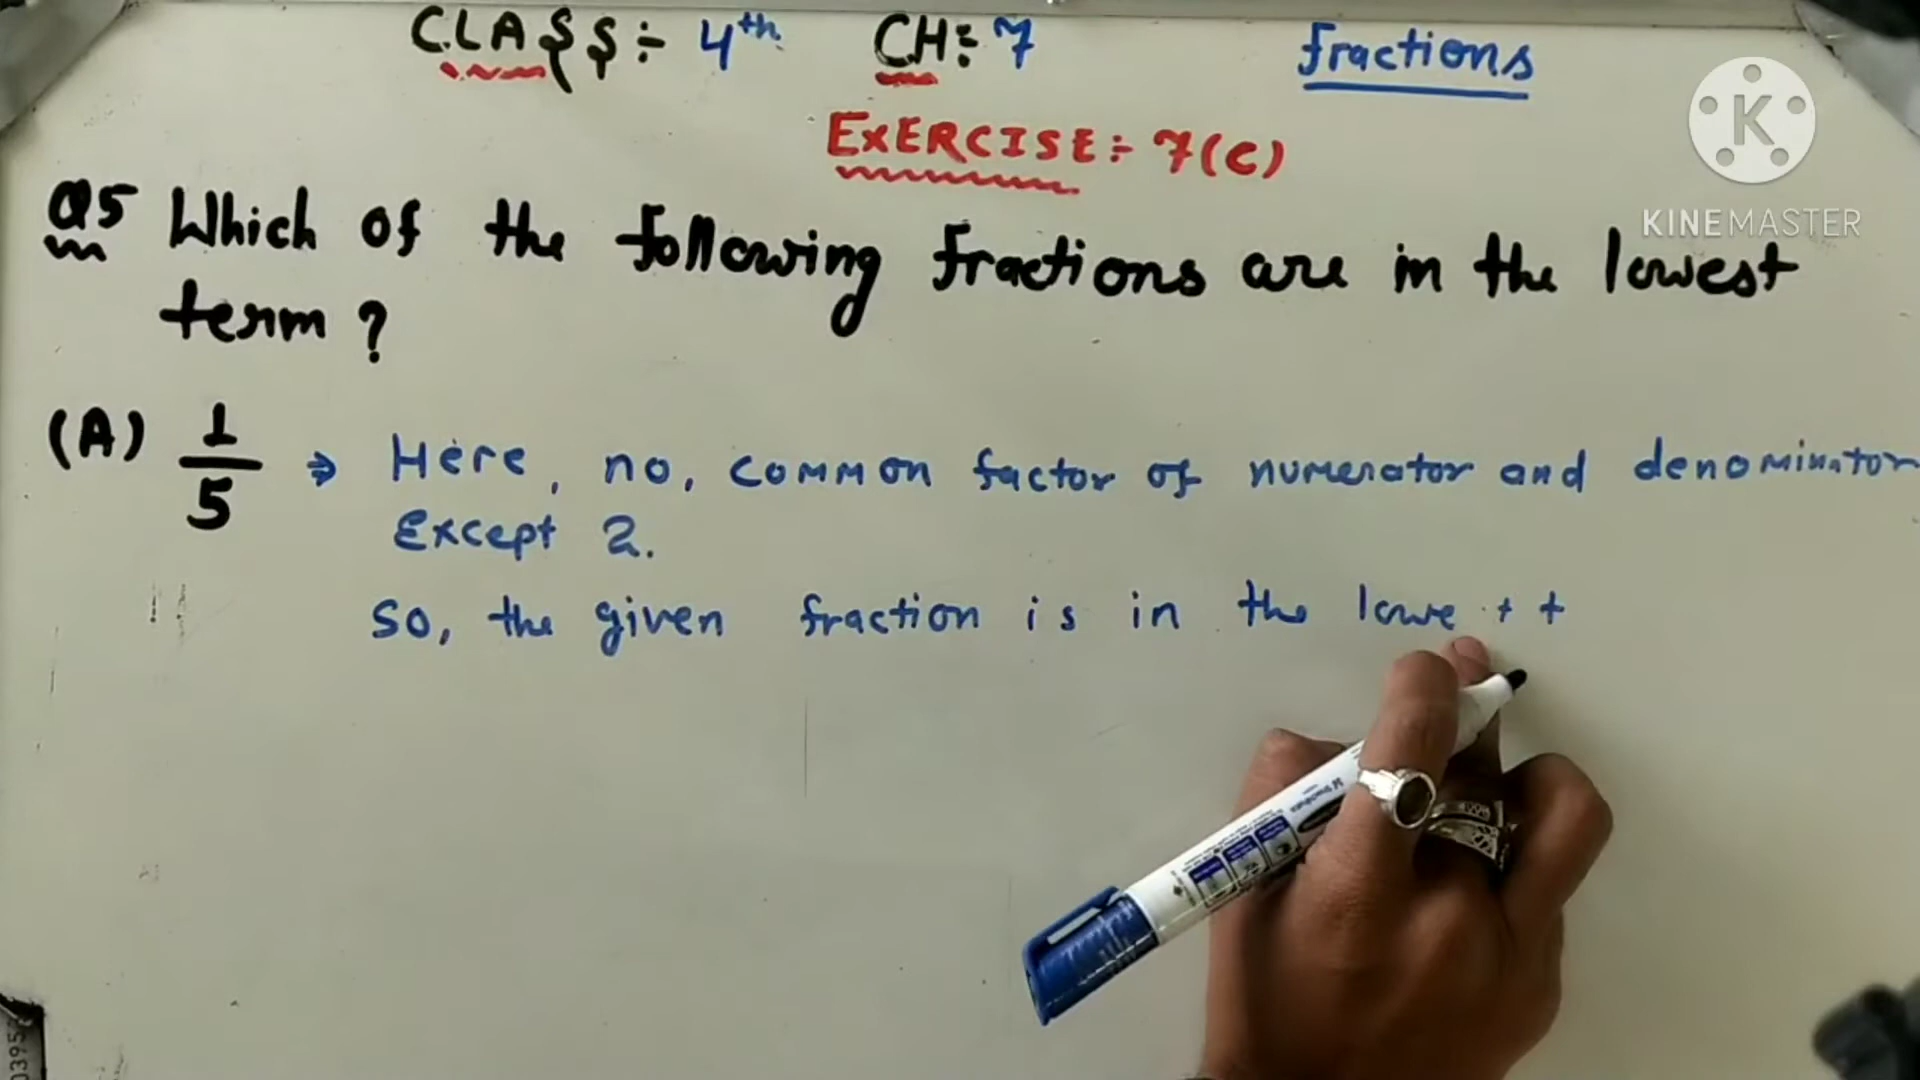 CLASS:- 4th. CH:- 7 fractions
K
KINEMASTER
EXERCISE:- 7(C)
Q5 Which of the following fractions are in the lowest
term?
(A) 1/5 ⇒ Here, no, common factor of numerator and denominator
Except 2.
So, the given fraction is in the lowe
0395